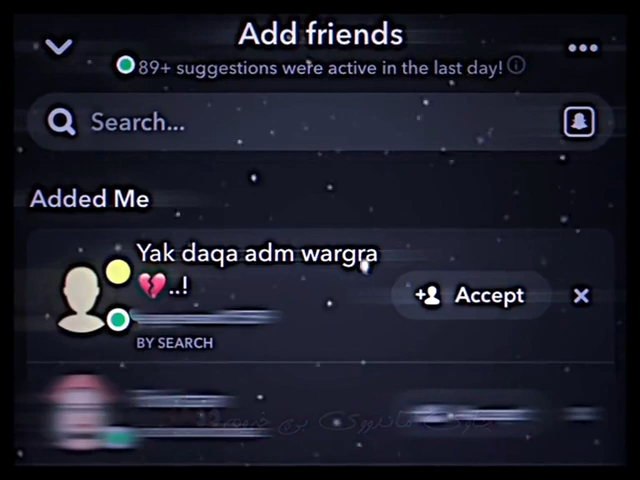 Add friends
89+ suggestions were active in the last day!
Search...
Added Me
Yak daqa adm wargra
💔..!
Accept
BY SEARCH